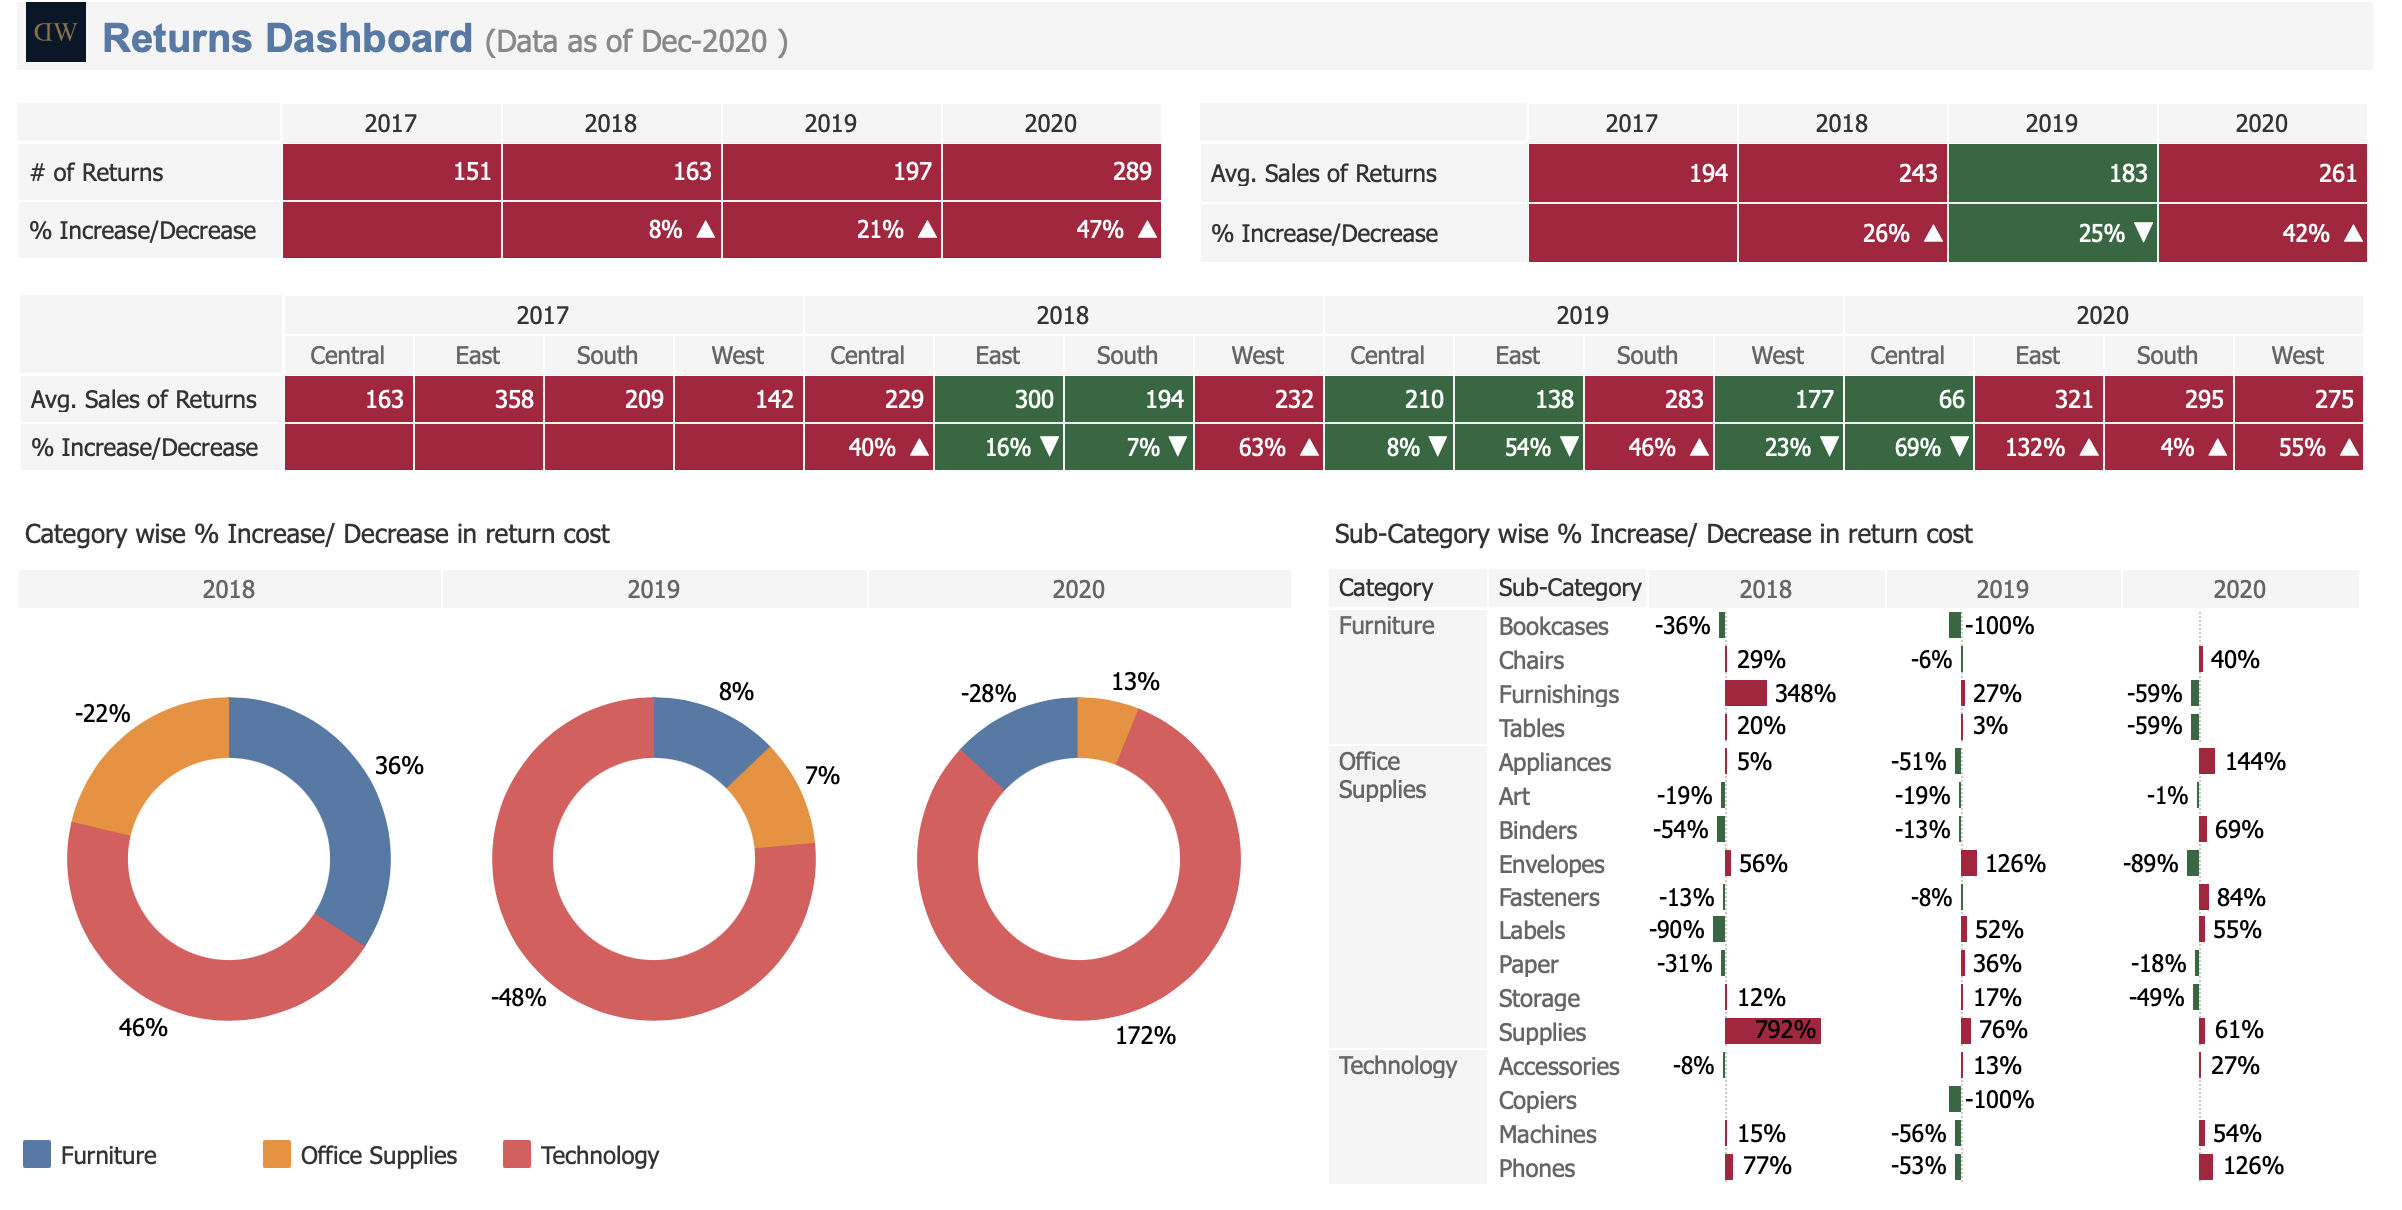 ᗡW Returns Dashboard (Data as of Dec-2020 )
2017 2018 2019 2020
# of Returns 151 163 197 289
% Increase/Decrease 8% ▲ 21% ▲ 47% ▲
2017 2018 2019 2020
Avg. Sales of Returns 194 243 183 261
% Increase/Decrease 26% ▲ 25% ▼ 42% ▲
2017 2018 2019 2020
Central East South West Central East South West Central East South West Central East South West
Avg. Sales of Returns 163 358 209 142 229 300 194 232 210 138 283 177 66 321 295 275
% Increase/Decrease 40% ▲ 16% ▼ 7% ▼ 63% ▲ 8% ▼ 54% ▼ 46% ▲ 23% ▼ 69% ▼ 132% ▲ 4% ▲ 55% ▲
Category wise % Increase/ Decrease in return cost
2018 2019 2020
-22%
36%
46%
8%
7%
-48%
-28%
13%
172%
Furniture Office Supplies Technology
Sub-Category wise % Increase/ Decrease in return cost
Category Sub-Category 2018 2019 2020
Furniture Bookcases -36% -100%
Chairs 29% -6% 40%
Furnishings 348% 27% -59%
Tables 20% 3% -59%
Office Supplies Appliances 5% -51% 144%
Art -19% -19% -1%
Binders -54% -13% 69%
Envelopes 56% 126% -89%
Fasteners -13% -8% 84%
Labels -90% 52% 55%
Paper -31% 36% -18%
Storage 12% 17% -49%
Supplies 792% 76% 61%
Technology Accessories -8% 13% 27%
Copiers -100%
Machines 15% -56% 54%
Phones 77% -53% 126%